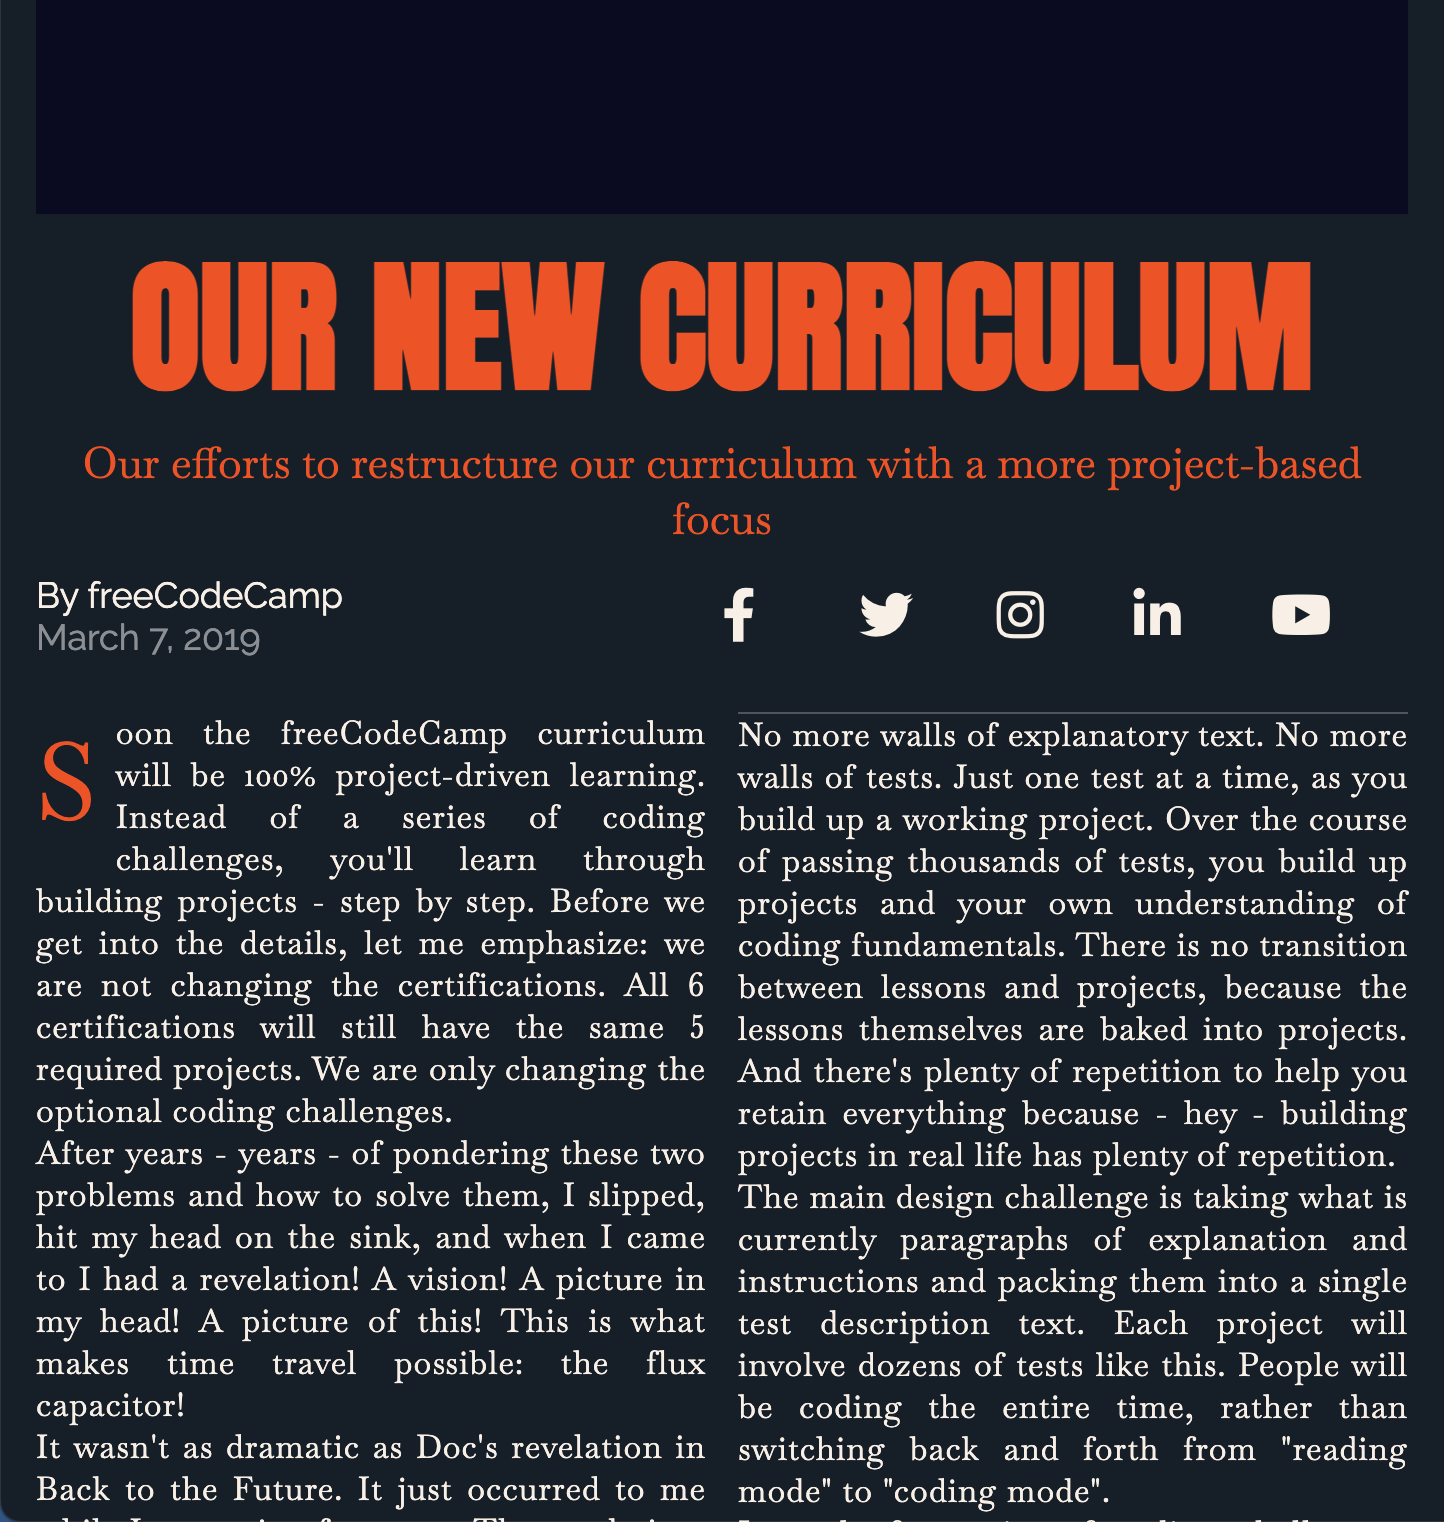 OUR NEW CURRICULUM
Our efforts to restructure our curriculum with a more project-based
focus
By freeCodeCamp
March 7, 2019
Soon the freeCodeCamp curriculum
will be 100% project-driven learning.
Instead of a series of coding
challenges, you'll learn through
building projects - step by step. Before we
get into the details, let me emphasize: we
are not changing the certifications. All 6
certifications will still have the same 5
required projects. We are only changing the
optional coding challenges.
After years - years - of pondering these two
problems and how to solve them, I slipped,
hit my head on the sink, and when I came
to I had a revelation! A vision! A picture in
my head! A picture of this! This is what
makes time travel possible: the flux
capacitor!
It wasn't as dramatic as Doc's revelation in
Back to the Future. It just occurred to me
No more walls of explanatory text. No more
walls of tests. Just one test at a time, as you
build up a working project. Over the course
of passing thousands of tests, you build up
projects and your own understanding of
coding fundamentals. There is no transition
between lessons and projects, because the
lessons themselves are baked into projects.
And there's plenty of repetition to help you
retain everything because - hey - building
projects in real life has plenty of repetition.
The main design challenge is taking what is
currently paragraphs of explanation and
instructions and packing them into a single
test description text. Each project will
involve dozens of tests like this. People will
be coding the entire time, rather than
switching back and forth from "reading
mode" to "coding mode".